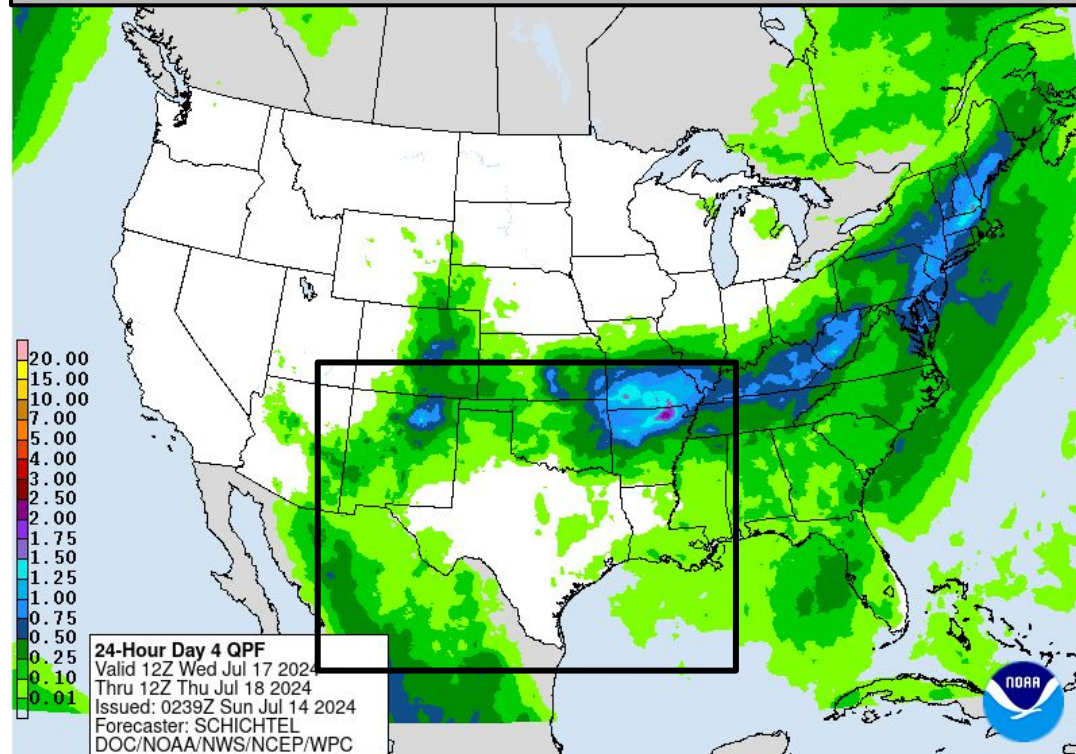 20.00
15.00
10.00
7.00
5.00
4.00
3.00
2.50
2.00
1.75
1.50
1.25
1.00
0.75
0.50
0.25
0.10
0.01
24-Hour Day 4 QPF
Valid 12Z Wed Jul 17 2024
Thru 12Z Thu Jul 18 2024
Issued: 0239Z Sun Jul 14 2024
Forecaster: SCHICHTEL
DOC/NOAA/NWS/NCEP/WPC
NOAA